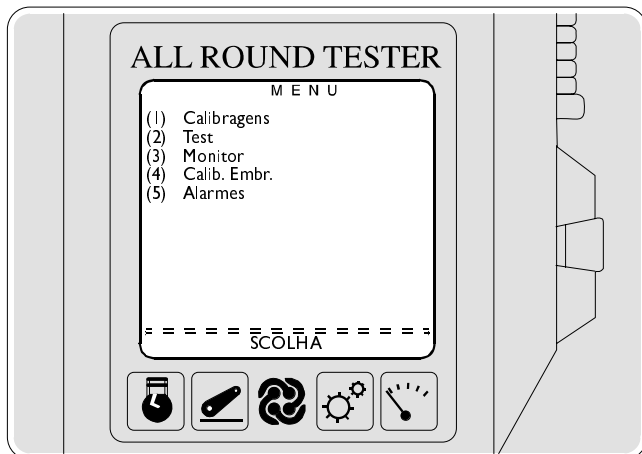 ALL ROUND TESTER
MENU
(1) Calibragens
(2) Test
(3) Monitor
(4) Calib. Embr.
(5) Alarmes
SCOLHA